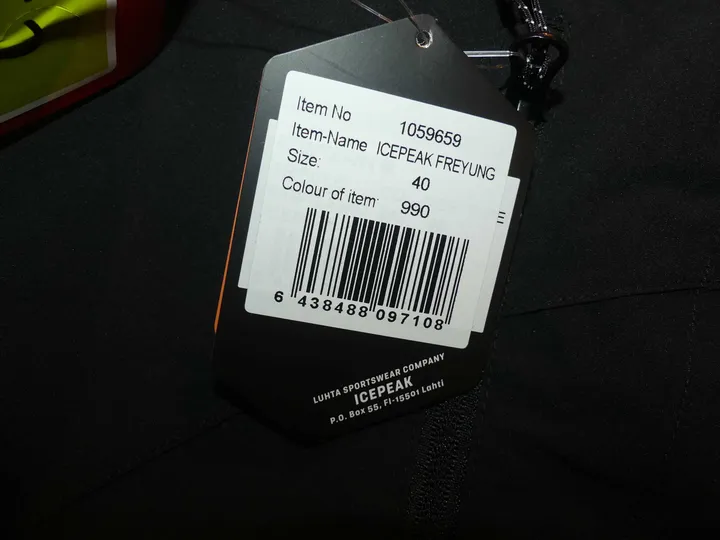 Item No 1059659
Item-Name ICEPEAK FREYUNG
Size: 40
Colour of item: 990
6 438488 097108
LUHTA SPORTSWEAR COMPANY
ICEPEAK
P.O. Box 55, FI-15501 Lahti